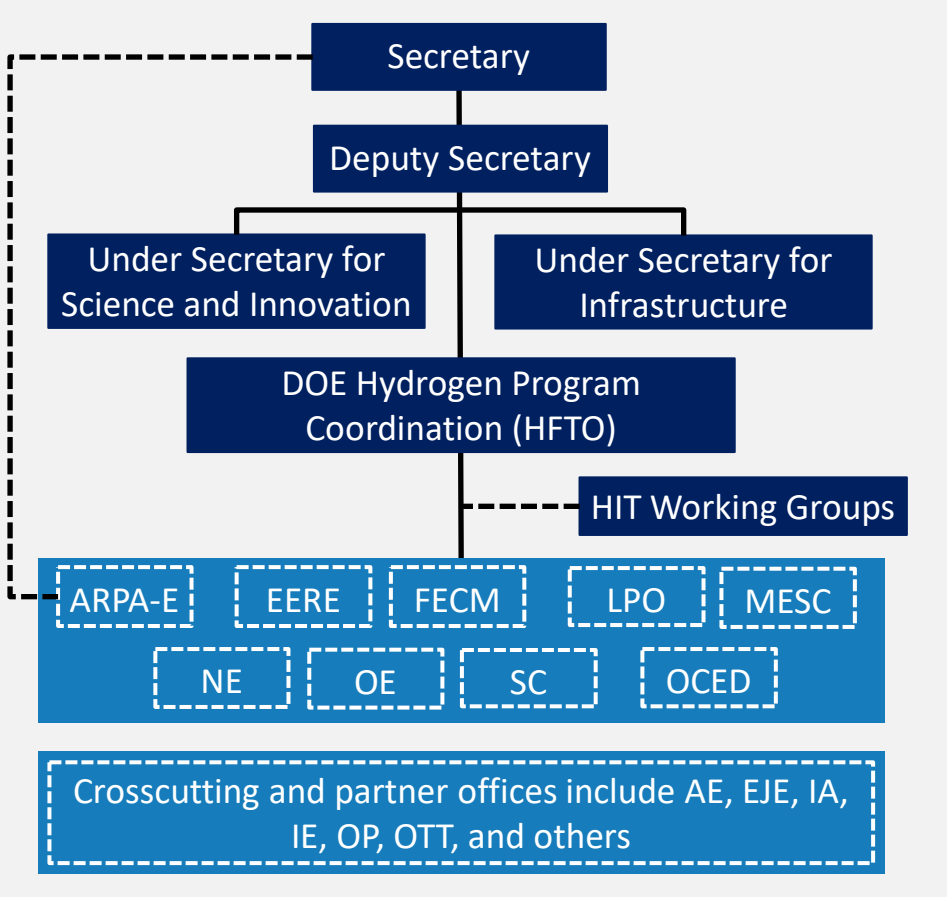 Secretary
Deputy Secretary
Under Secretary for
Science and Innovation
Under Secretary for
Infrastructure
DOE Hydrogen Program
Coordination (HFTO)
HIT Working Groups
ARPA-E
EERE
FECM
LPO
MESC
NE
OE
SC
OCED
Crosscutting and partner offices include AE, EJE, IA,
IE, OP, OTT, and others